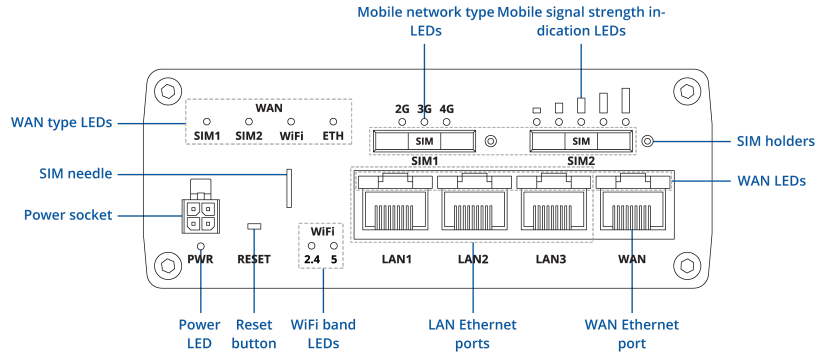 Mobile network type
LEDs
Mobile signal strength in-
dication LEDs
WAN
2G 3G 4G
WAN type LEDs
SIM1 SIM2 WiFi ETH
SIM
SIM
SIM holders
SIM1
SIM2
SIM needle
WAN LEDs
Power socket
WiFi
2.4 5
PWR
RESET
LAN1
LAN2
LAN3
WAN
Power
LED
Reset
button
WiFi band
LEDs
LAN Ethernet
ports
WAN Ethernet
port